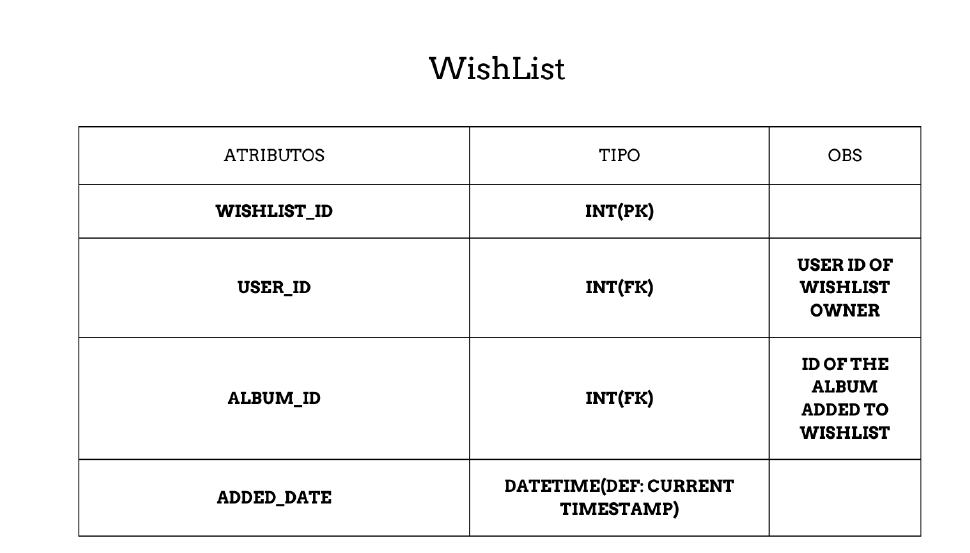 WishList
ATRIBUTOS TIPO OBS
WISHLIST_ID INT(PK)
USER_ID INT(FK) USER ID OF
WISHLIST
OWNER
ALBUM_ID INT(FK) ID OF THE
ALBUM
ADDED TO
WISHLIST
ADDED_DATE DATETIME(DEF: CURRENT
TIMESTAMP)